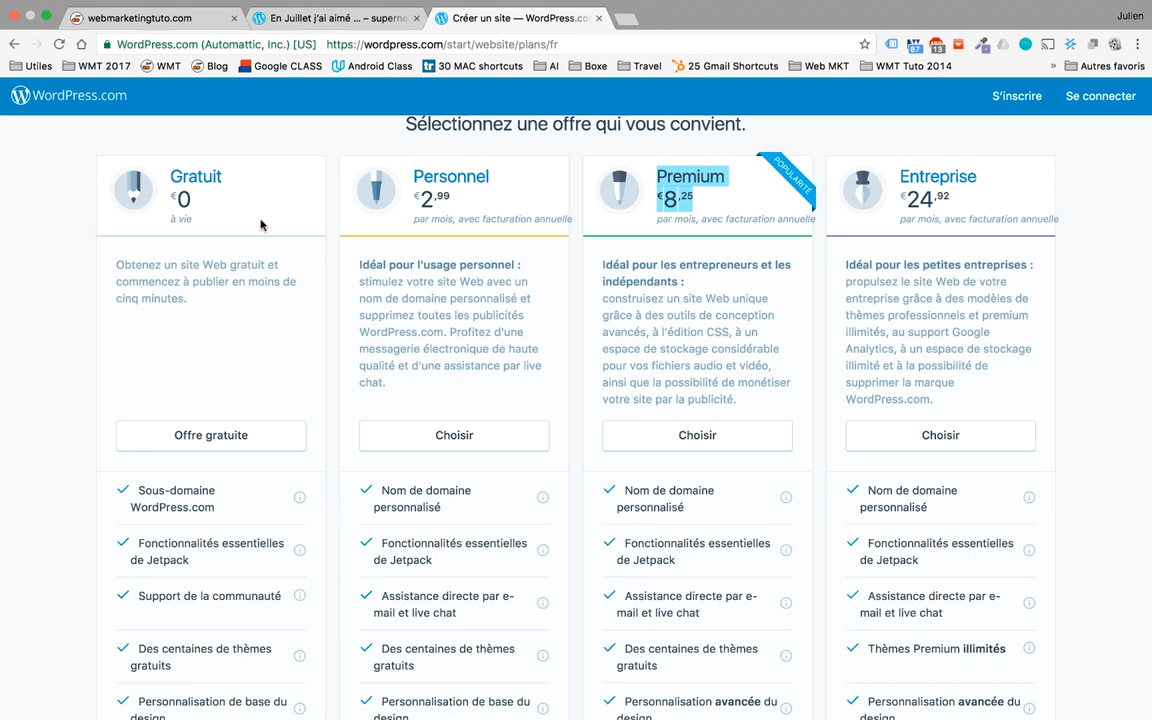 webmarketingtuto.com
En Juillet j'ai aimé ... – superne
Créer un site — WordPress.co
Julien
WordPress.com (Automattic, Inc.) [US]
https://wordpress.com/start/website/plans/fr
87
13
Utiles
WMT 2017
WMT
Blog
Google CLASS
Android Class
tr
30 MAC shortcuts
AI
Boxe
Travel
25 Gmail Shortcuts
Web MKT
WMT Tuto 2014
»
Autres favoris
WordPress.com
S'inscrire
Se connecter
Sélectionnez une offre qui vous convient.
Gratuit
€0
à vie
Obtenez un site Web gratuit et
commencez à publier en moins de
cinq minutes.
Offre gratuite
Sous-domaine
WordPress.com
Fonctionnalités essentielles
de Jetpack
Support de la communauté
Des centaines de thèmes
gratuits
Personnalisation de base du
design
Personnel
€2,99
par mois, avec facturation annuelle
Idéal pour l'usage personnel :
stimulez votre site Web avec un
nom de domaine personnalisé et
supprimez toutes les publicités
WordPress.com. Profitez d'une
messagerie électronique de haute
qualité et d'une assistance par live
chat.
Choisir
Nom de domaine
personnalisé
Fonctionnalités essentielles
de Jetpack
Assistance directe par e-
mail et live chat
Des centaines de thèmes
gratuits
Personnalisation de base du
design
POPULARITÉ
Premium
€8,25
par mois, avec facturation annuelle
Idéal pour les entrepreneurs et les
indépendants :
construisez un site Web unique
grâce à des outils de conception
avancés, à l'édition CSS, à un
espace de stockage considérable
pour vos fichiers audio et vidéo,
ainsi que la possibilité de monétiser
votre site par la publicité.
Choisir
Nom de domaine
personnalisé
Fonctionnalités essentielles
de Jetpack
Assistance directe par e-
mail et live chat
Des centaines de thèmes
gratuits
Personnalisation avancée du
design
Entreprise
€24,92
par mois, avec facturation annuelle
Idéal pour les petites entreprises :
propulsez le site Web de votre
entreprise grâce à des modèles de
thèmes professionnels et premium
illimités, au support Google
Analytics, à un espace de stockage
illimité et à la possibilité de
supprimer la marque
WordPress.com.
Choisir
Nom de domaine
personnalisé
Fonctionnalités essentielles
de Jetpack
Assistance directe par e-
mail et live chat
Thèmes Premium illimités
Personnalisation avancée du
design